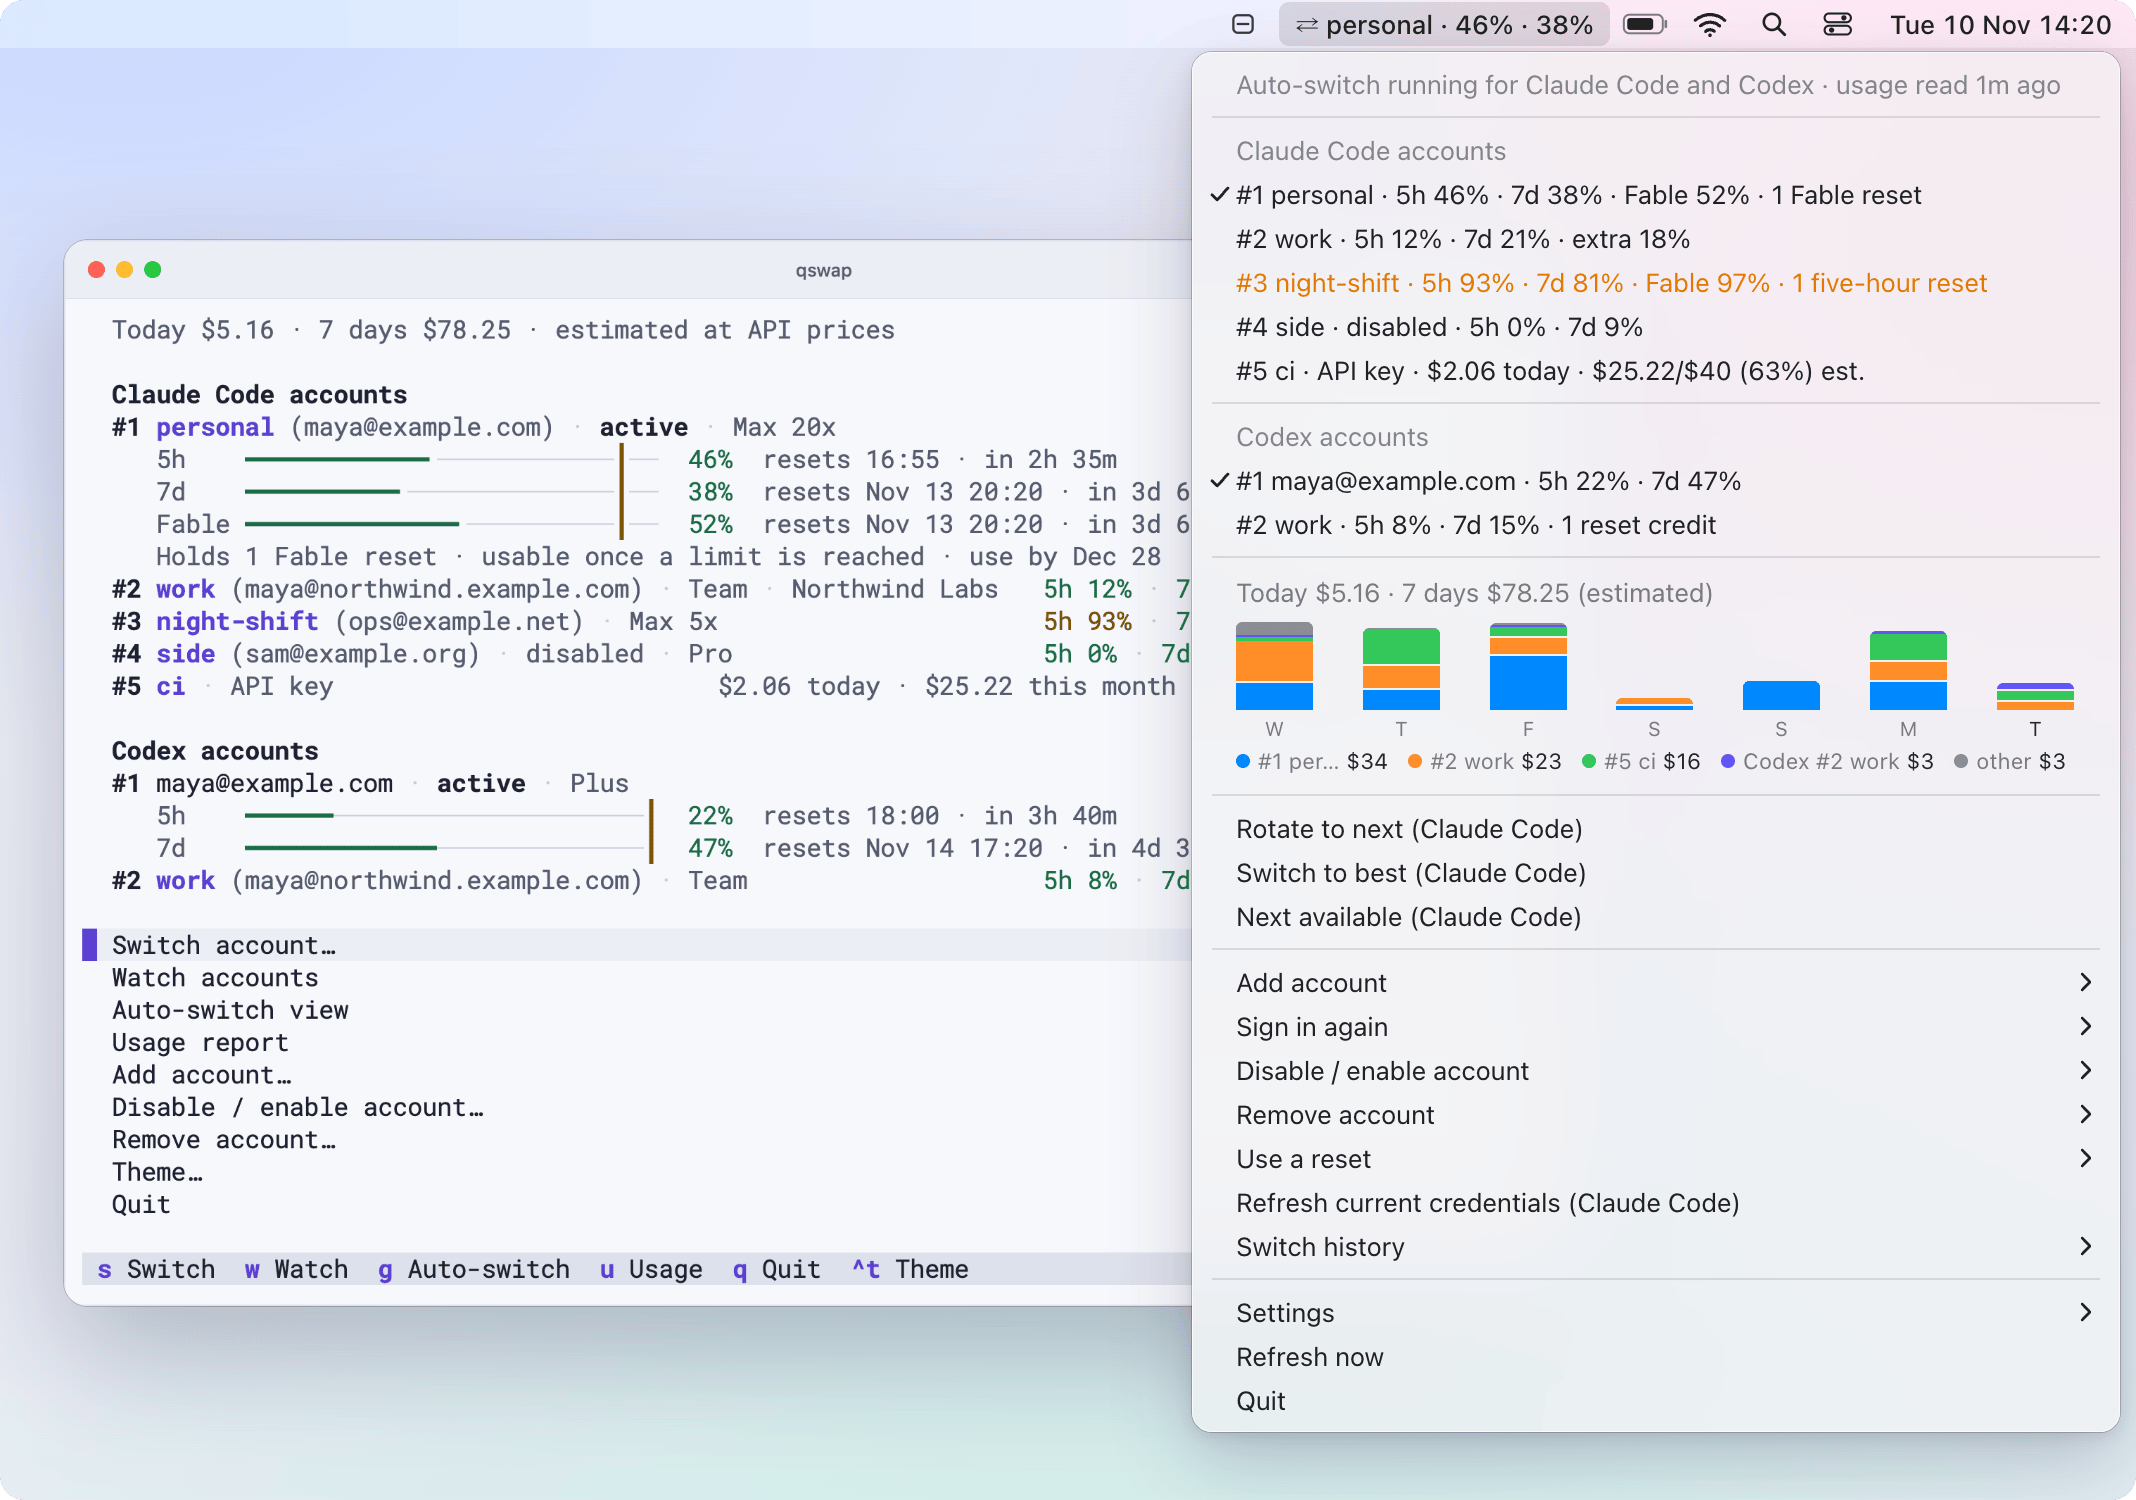 personal · 46% · 38%
Tue 10 Nov 14:20
qswap
Today $5.16 · 7 days $78.25 · estimated at API prices
Claude Code accounts
#1 personal (maya@example.com) · active · Max 20x
5h 46% resets 16:55 · in 2h 35m
7d 38% resets Nov 13 20:20 · in 3d 6
Fable 52% resets Nov 13 20:20 · in 3d 6
Holds 1 Fable reset · usable once a limit is reached · use by Dec 28
#2 work (maya@northwind.example.com) · Team · Northwind Labs 5h 12% · 7
#3 night-shift (ops@example.net) · Max 5x 5h 93% · 7
#4 side (sam@example.org) · disabled · Pro 5h 0% · 7d
#5 ci · API key $2.06 today · $25.22 this month
Codex accounts
#1 maya@example.com · active · Plus
5h 22% resets 18:00 · in 3h 40m
7d 47% resets Nov 14 17:20 · in 4d 3
#2 work (maya@northwind.example.com) · Team 5h 8% · 7d
Switch account…
Watch accounts
Auto-switch view
Usage report
Add account…
Disable / enable account…
Remove account…
Theme…
Quit
s Switch w Watch g Auto-switch u Usage q Quit ^t Theme
Auto-switch running for Claude Code and Codex · usage read 1m ago
Claude Code accounts
✓ #1 personal · 5h 46% · 7d 38% · Fable 52% · 1 Fable reset
#2 work · 5h 12% · 7d 21% · extra 18%
#3 night-shift · 5h 93% · 7d 81% · Fable 97% · 1 five-hour reset
#4 side · disabled · 5h 0% · 7d 9%
#5 ci · API key · $2.06 today · $25.22/$40 (63%) est.
Codex accounts
✓ #1 maya@example.com · 5h 22% · 7d 47%
#2 work · 5h 8% · 7d 15% · 1 reset credit
Today $5.16 · 7 days $78.25 (estimated)
W T F S S M T
#1 per... $34 #2 work $23 #5 ci $16 Codex #2 work $3 other $3
Rotate to next (Claude Code)
Switch to best (Claude Code)
Next available (Claude Code)
Add account
Sign in again
Disable / enable account
Remove account
Use a reset
Refresh current credentials (Claude Code)
Switch history
Settings
Refresh now
Quit